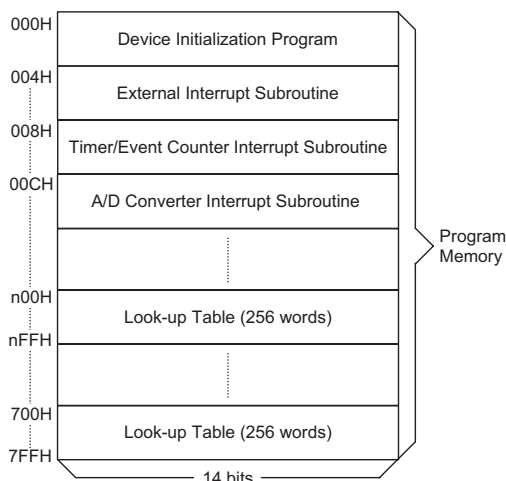 000H
Device Initialization Program
004H
External Interrupt Subroutine
008H
Timer/Event Counter Interrupt Subroutine
00CH
A/D Converter Interrupt Subroutine
Program
Memory
n00H
Look-up Table (256 words)
nFFH
700H
Look-up Table (256 words)
7FFH
14 bits